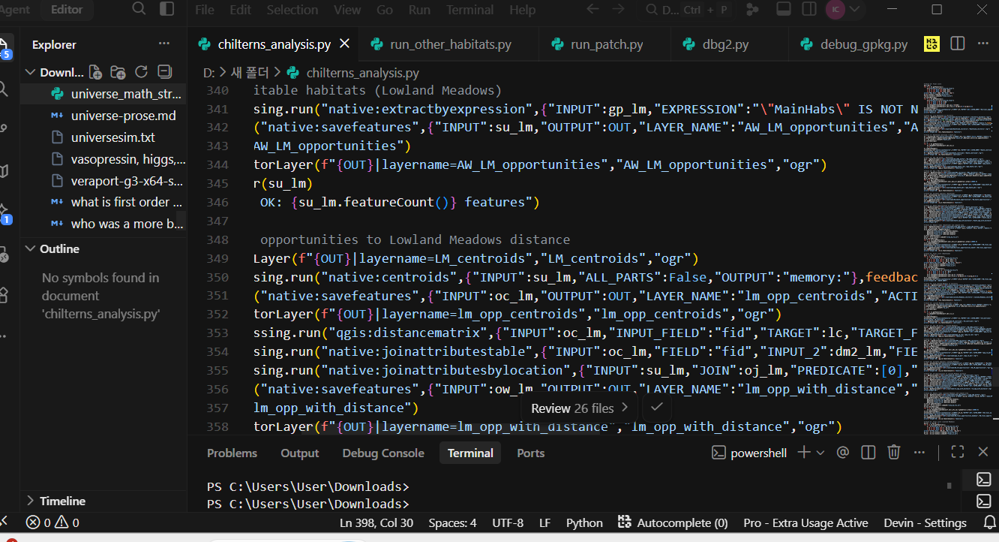 Agent Editor File Edit Selection View Go Run Terminal Help D... Ctrl + P IC
5
Explorer ...
chilterns_analysis.py run_other_habitats.py run_patch.py dbg2.py debug_gpkg.py ...
Downl...
D: > 새 폴더 > chilterns_analysis.py
universe_math_str...
universe-prose.md
universesim.txt
vasopressin, higgs,...
veraport-g3-x64-s...
what is first order ...
who was a more b...
1
Outline
No symbols found in
document
'chilterns_analysis.py'
Timeline
340 itable habitats (Lowland Meadows)
341 sing.run("native:extractbyexpression",{"INPUT":gp_lm,"EXPRESSION":"\"MainHabs\" IS NOT N
342 ("native:savefeatures",{"INPUT":su_lm,"OUTPUT":OUT,"LAYER_NAME":"AW_LM_opportunities","A
343 AW_LM_opportunities")
344 torLayer(f"{OUT}|layername=AW_LM_opportunities","AW_LM_opportunities","ogr")
345 r(su_lm)
346 OK: {su_lm.featureCount()} features")
347
348 opportunities to Lowland Meadows distance
349 Layer(f"{OUT}|layername=LM_centroids","LM_centroids","ogr")
350 sing.run("native:centroids",{"INPUT":su_lm,"ALL_PARTS":False,"OUTPUT":"memory:"},feedbac
351 ("native:savefeatures",{"INPUT":oc_lm,"OUTPUT":OUT,"LAYER_NAME":"lm_opp_centroids","ACTI
352 torLayer(f"{OUT}|layername=lm_opp_centroids","lm_opp_centroids","ogr")
353 ssing.run("qgis:distancematrix",{"INPUT":oc_lm,"INPUT_FIELD":"fid","TARGET":lc,"TARGET_F
354 sing.run("native:joinattributestable",{"INPUT":oc_lm,"FIELD":"fid","INPUT_2":dm2_lm,"FIE
355 sing.run("native:joinattributesbylocation",{"INPUT":su_lm,"JOIN":oj_lm,"PREDICATE":[0],"
356 ("native:savefeatures",{"INPUT":ow_lm,"OUTPUT":OUT,"LAYER_NAME":"lm_opp_with_distance","
357 lm_opp_with_distance")
358 torLayer(f"{OUT}|layername=lm_opp_with_distance","lm_opp_with_distance","ogr")
Review 26 files >
Problems Output Debug Console Terminal Ports powershell
PS C:\Users\User\Downloads>
PS C:\Users\User\Downloads>
0 0 Ln 398, Col 30 Spaces: 4 UTF-8 LF Python Autocomplete (0) Pro - Extra Usage Active Devin - Settings